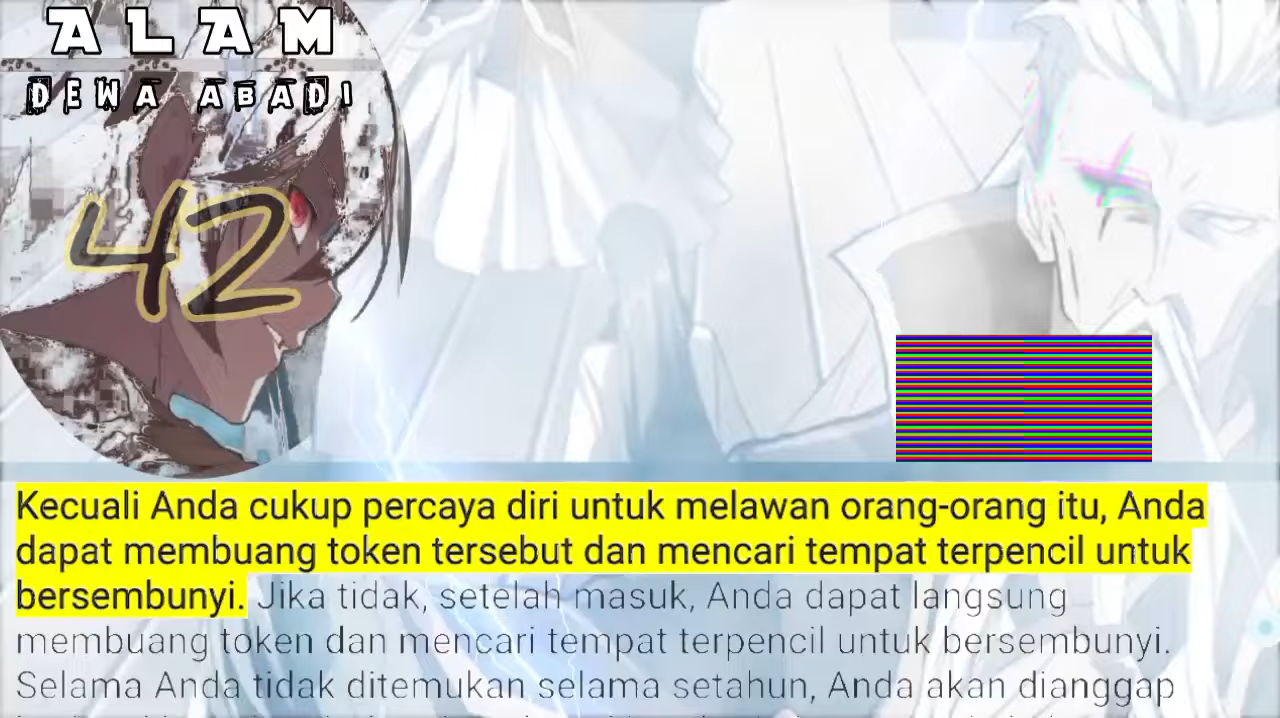 ALAM
DEWA ABADI
42
Kecuali Anda cukup percaya diri untuk melawan orang-orang itu, Anda
dapat membuang token tersebut dan mencari tempat terpencil untuk
bersembunyi. Jika tidak, setelah masuk, Anda dapat langsung
membuang token dan mencari tempat terpencil untuk bersembunyi.
Selama Anda tidak ditemukan selama setahun, Anda akan dianggap